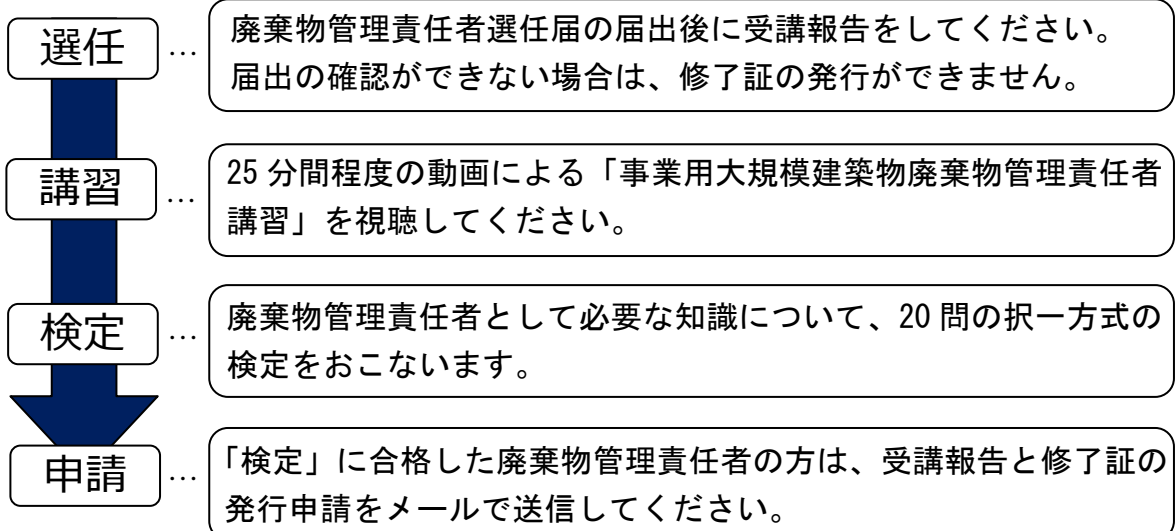 選任
…
廃棄物管理責任者選任届の届出後に受講報告をしてください。
届出の確認ができない場合は、修了証の発行ができません。
講習
…
25 分間程度の動画による「事業用大規模建築物廃棄物管理責任者
講習」を視聴してください。
検定
…
廃棄物管理責任者として必要な知識について、20 問の択一方式の
検定をおこないます。
申請
…
「検定」に合格した廃棄物管理責任者の方は、受講報告と修了証の
発行申請をメールで送信してください。